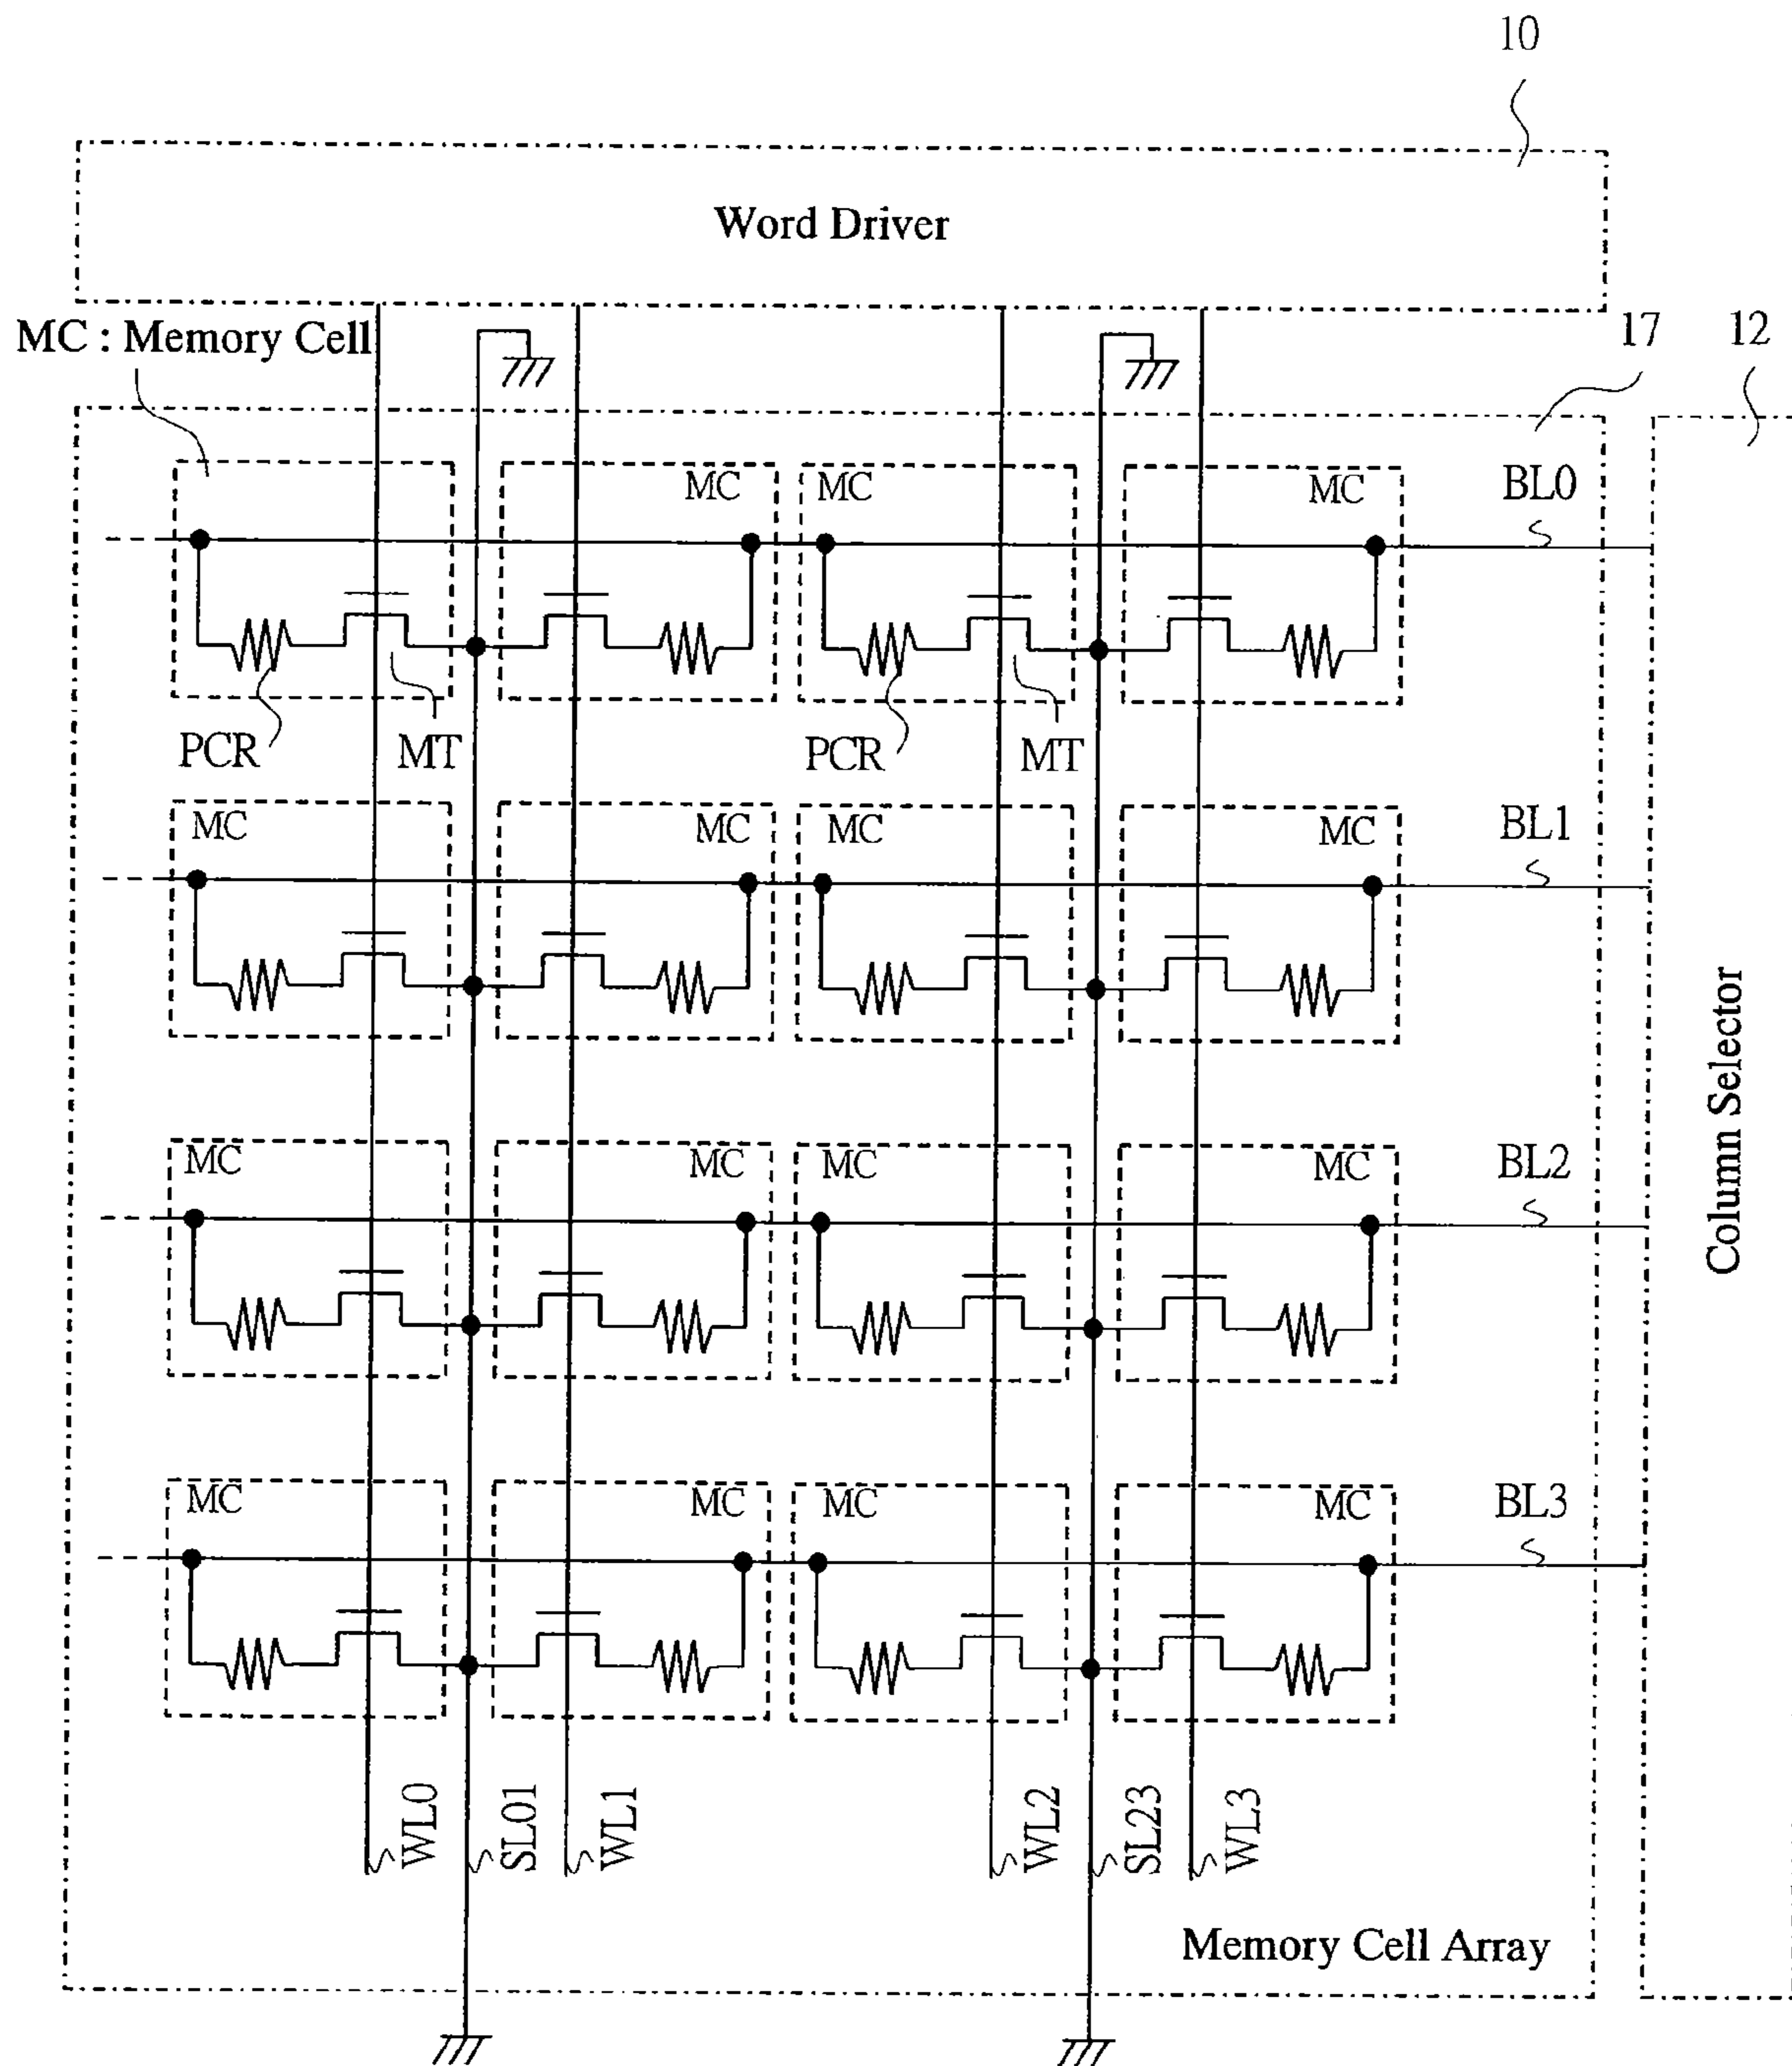 10
Word Driver
MC : Memory Cell
17
12
MC
MC
MC
BL0
PCR
MT
PCR
MT
MC
MC
MC
MC
BL1
Column Selector
MC
MC
MC
MC
BL2
MC
MC
MC
MC
BL3
WL0
SL01
WL1
WL2
SL23
WL3
Memory Cell Array